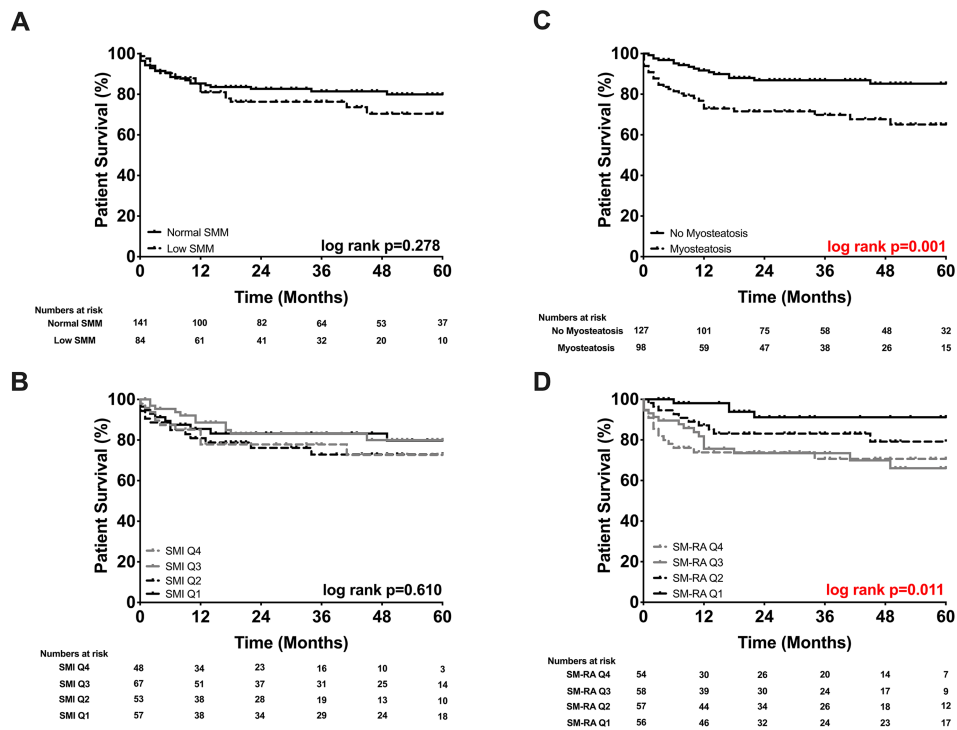 A
Patient Survival (%)
100
80
60
40
20
0
Normal SMM
Low SMM
log rank p=0.278
0 12 24 36 48 60
Time (Months)
Numbers at risk
Normal SMM 141 100 82 64 53 37
Low SMM 84 61 41 32 20 10
C
Patient Survival (%)
100
80
60
40
20
0
No Myosteatosis
Myosteatosis
log rank p=0.001
0 12 24 36 48 60
Time (Months)
Numbers at risk
No Myosteatosis 127 101 75 58 48 32
Myosteatosis 98 59 47 38 26 15
B
Patient Survival (%)
100
80
60
40
20
0
SMI Q4
SMI Q3
SMI Q2
SMI Q1
log rank p=0.610
0 12 24 36 48 60
Time (Months)
Numbers at risk
SMI Q4 48 34 23 16 10 3
SMI Q3 67 51 37 31 25 14
SMI Q2 53 38 28 19 13 10
SMI Q1 57 38 34 29 24 18
D
Patient Survival (%)
100
80
60
40
20
0
SM-RA Q4
SM-RA Q3
SM-RA Q2
SM-RA Q1
log rank p=0.011
0 12 24 36 48 60
Time (Months)
Numbers at risk
SM-RA Q4 54 30 26 20 14 7
SM-RA Q3 58 39 30 24 17 9
SM-RA Q2 57 44 34 26 18 12
SM-RA Q1 56 46 32 24 23 17